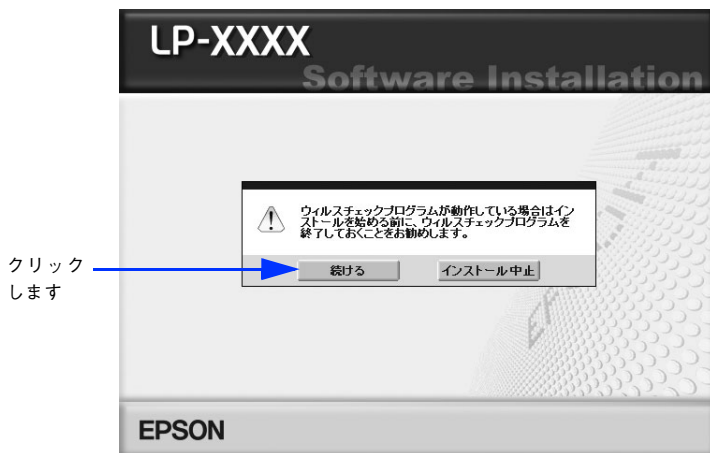 LP-XXXX
Software Installation
ウィルスチェックプログラムが動作している場合はイン
ストールを始める前に、ウィルスチェックプログラムを
終了しておくことをお勧めします。
クリック
します
続ける
インストール中止
EPSON